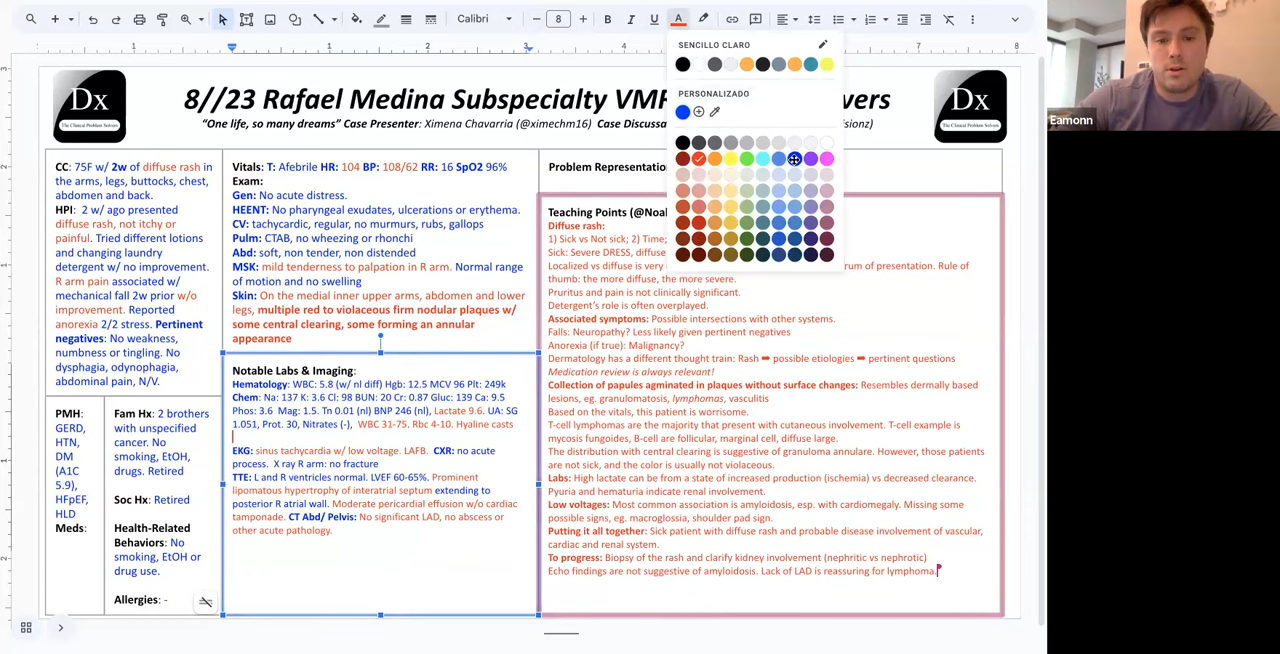 Calibri
8
SENCILLO CLARO
PERSONALIZADO
1
1
2
3
4
7
8
Dx
The Clinical Problem Solvers
8//23 Rafael Medina Subspecialty VMR
vers
Dx
The Clinical Problem Solvers
“One life, so many dreams” Case Presenter: Ximena Chavarria (@ximechm16) Case Discussa
isionz)
CC: 75F w/ 2w of diffuse rash in
the arms, legs, buttocks, chest,
abdomen and back.
HPI: 2 w/ ago presented
diffuse rash, not itchy or
painful. Tried different lotions
and changing laundry
detergent w/ no improvement.
R arm pain associated w/
mechanical fall 2w prior w/o
improvement. Reported
anorexia 2/2 stress. Pertinent
negatives: No weakness,
numbness or tingling. No
dysphagia, odynophagia,
abdominal pain, N/V.
PMH:
GERD,
HTN,
DM
(A1C
5.9),
HFpEF,
HLD
Meds:
Fam Hx: 2 brothers
with unspecified
cancer. No
smoking, EtOH,
drugs. Retired
Soc Hx: Retired
Health-Related
Behaviors: No
smoking, EtOH or
drug use.
Allergies: -
Vitals: T: Afebrile HR: 104 BP: 108/62 RR: 16 SpO2 96%
Exam:
Gen: No acute distress.
HEENT: No pharyngeal exudates, ulcerations or erythema.
CV: tachycardic, regular, no murmurs, rubs, gallops
Pulm: CTAB, no wheezing or rhonchi
Abd: soft, non tender, non distended
MSK: mild tenderness to palpation in R arm. Normal range
of motion and no swelling
Skin: On the medial inner upper arms, abdomen and lower
legs, multiple red to violaceous firm nodular plaques w/
some central clearing, some forming an annular
appearance
Notable Labs & Imaging:
Hematology: WBC: 5.8 (w/ nl diff) Hgb: 12.5 MCV 96 Plt: 249k
Chem: Na: 137 K: 3.6 Cl: 98 BUN: 20 Cr: 0.87 Gluc: 139 Ca: 9.5
Phos: 3.6 Mag: 1.5. Tn 0.01 (nl) BNP 246 (nl), Lactate 9.6. UA: SG
1.051, Prot. 30, Nitrates (-), WBC 31-75. Rbc 4-10. Hyaline casts
EKG: sinus tachycardia w/ low voltage. LAFB. CXR: no acute
process. X ray R arm: no fracture
TTE: L and R ventricles normal. LVEF 60-65%. Prominent
lipomatous hypertrophy of interatrial septum extending to
posterior R atrial wall. Moderate pericardial effusion w/o cardiac
tamponade. CT Abd/ Pelvis: No significant LAD, no abscess or
other acute pathology.
Problem Representation
Teaching Points (@Noal
Diffuse rash:
1) Sick vs Not sick; 2) Time;
Sick: Severe DRESS, diffuse
Localized vs diffuse is very rum of presentation. Rule of
thumb: the more diffuse, the more severe.
Pruritus and pain is not clinically significant.
Detergent’s role is often overplayed.
Associated symptoms: Possible intersections with other systems.
Falls: Neuropathy? Less likely given pertinent negatives
Anorexia (if true): Malignancy?
Dermatology has a different thought train: Rash ➡ possible etiologies ➡ pertinent questions
Medication review is always relevant!
Collection of papules agminated in plaques without surface changes: Resembles dermally based
lesions, eg. granulomatosis, lymphomas, vasculitis
Based on the vitals, this patient is worrisome.
T-cell lymphomas are the majority that present with cutaneous involvement. T-cell example is
mycosis fungoides, B-cell are follicular, marginal cell, diffuse large.
The distribution with central clearing is suggestive of granuloma annulare. However, those patients
are not sick, and the color is usually not violaceous.
Labs: High lactate can be from a state of increased production (ischemia) vs decreased clearance.
Pyuria and hematuria indicate renal involvement.
Low voltages: Most common association is amyloidosis, esp. with cardiomegaly. Missing some
possible signs, eg. macroglossia, shoulder pad sign.
Putting it all together: Sick patient with diffuse rash and probable disease involvement of vascular,
cardiac and renal system.
To progress: Biopsy of the rash and clarify kidney involvement (nephritic vs nephrotic)
Echo findings are not suggestive of amyloidosis. Lack of LAD is reassuring for lymphoma.
Eamonn